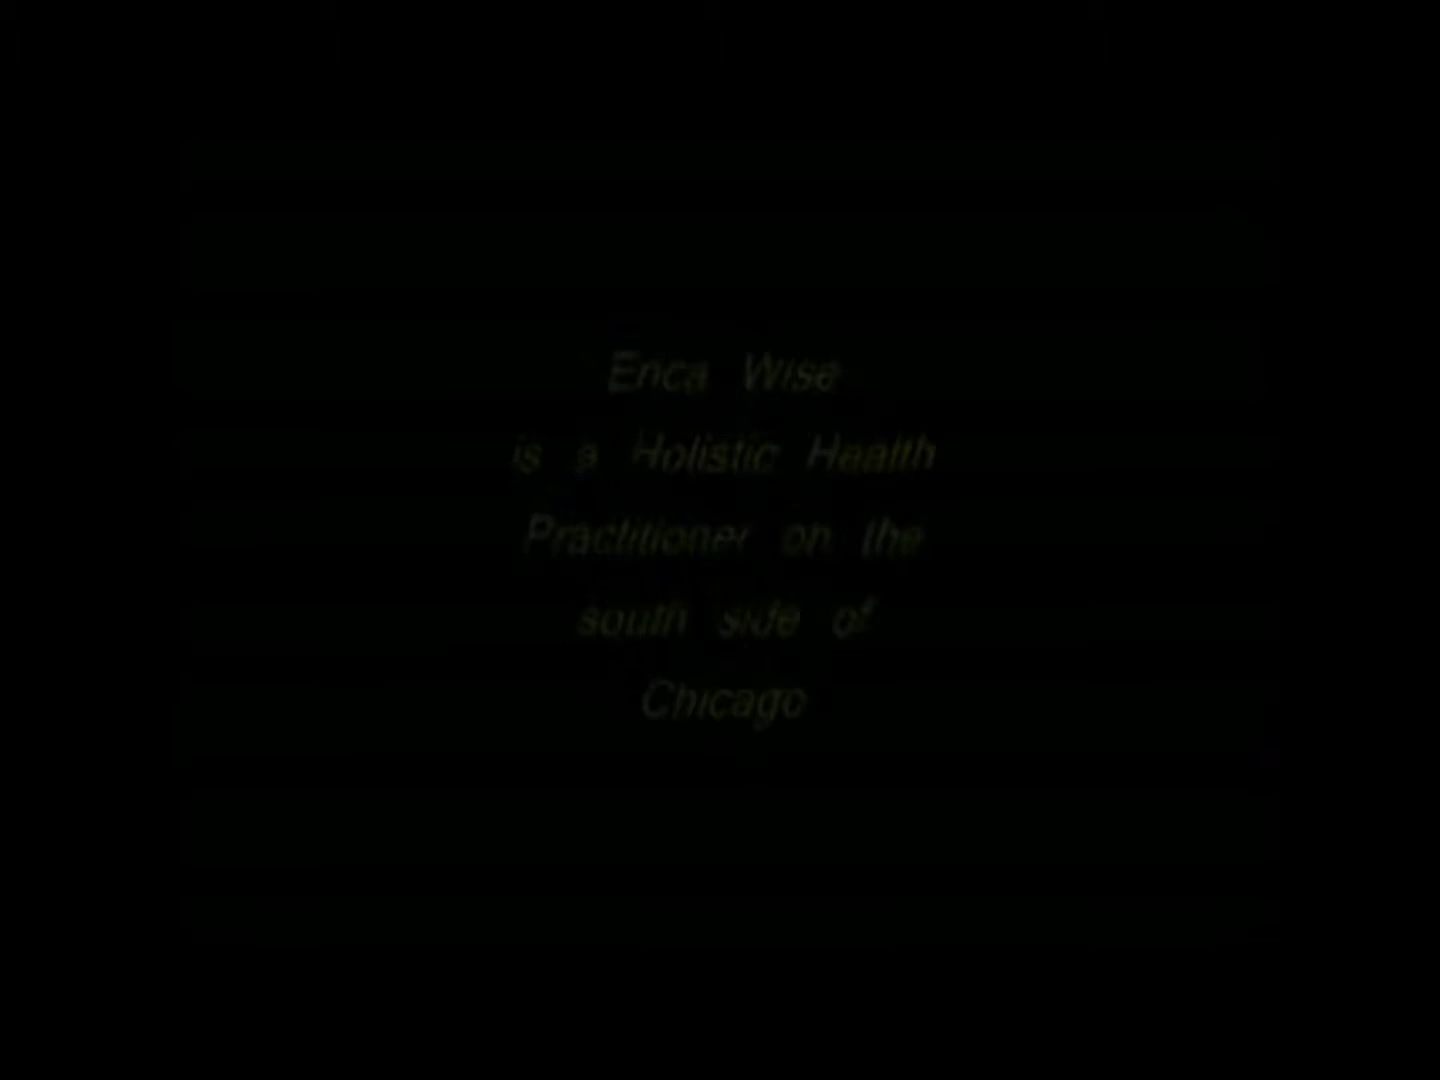 Erica Wise
is a Holistic Health
Practitioner on the
south side of
Chicago